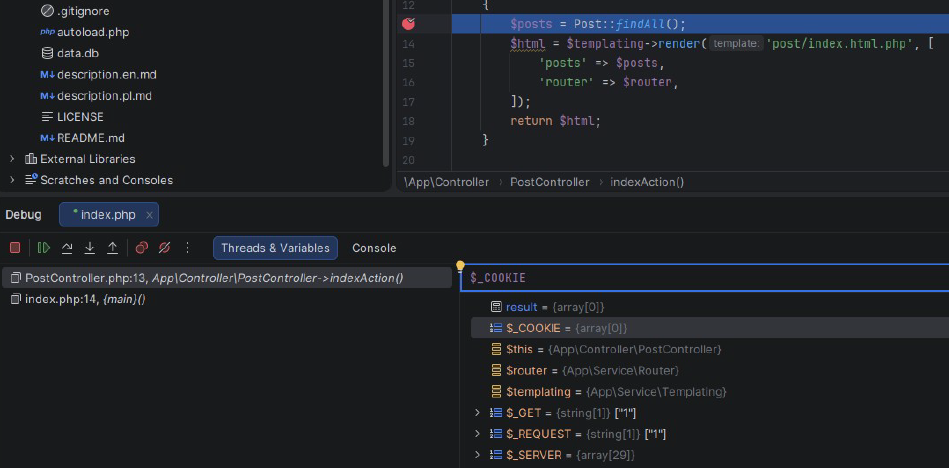 .gitignore
php autoload.php
data.db
M↓ description.en.md
M↓ description.pl.md
LICENSE
M↓ README.md
External Libraries
Scratches and Consoles
12 {
$posts = Post::findAll();
14 $html = $templating->render( template: 'post/index.html.php', [
15 'posts' => $posts,
16 'router' => $router,
17 ]);
18 return $html;
19 }
20
\App\Controller › PostController › indexAction()
Debug * index.php ×
Threads & Variables Console
PostController.php:13, App\Controller\PostController->indexAction()
index.php:14, {main}()
$_COOKIE
result = {array[0]}
$_COOKIE = {array[0]}
$this = {App\Controller\PostController}
$router = {App\Service\Router}
$templating = {App\Service\Templating}
$_GET = {string[1]} ["1"]
$_REQUEST = {string[1]} ["1"]
$_SERVER = {array[29]}